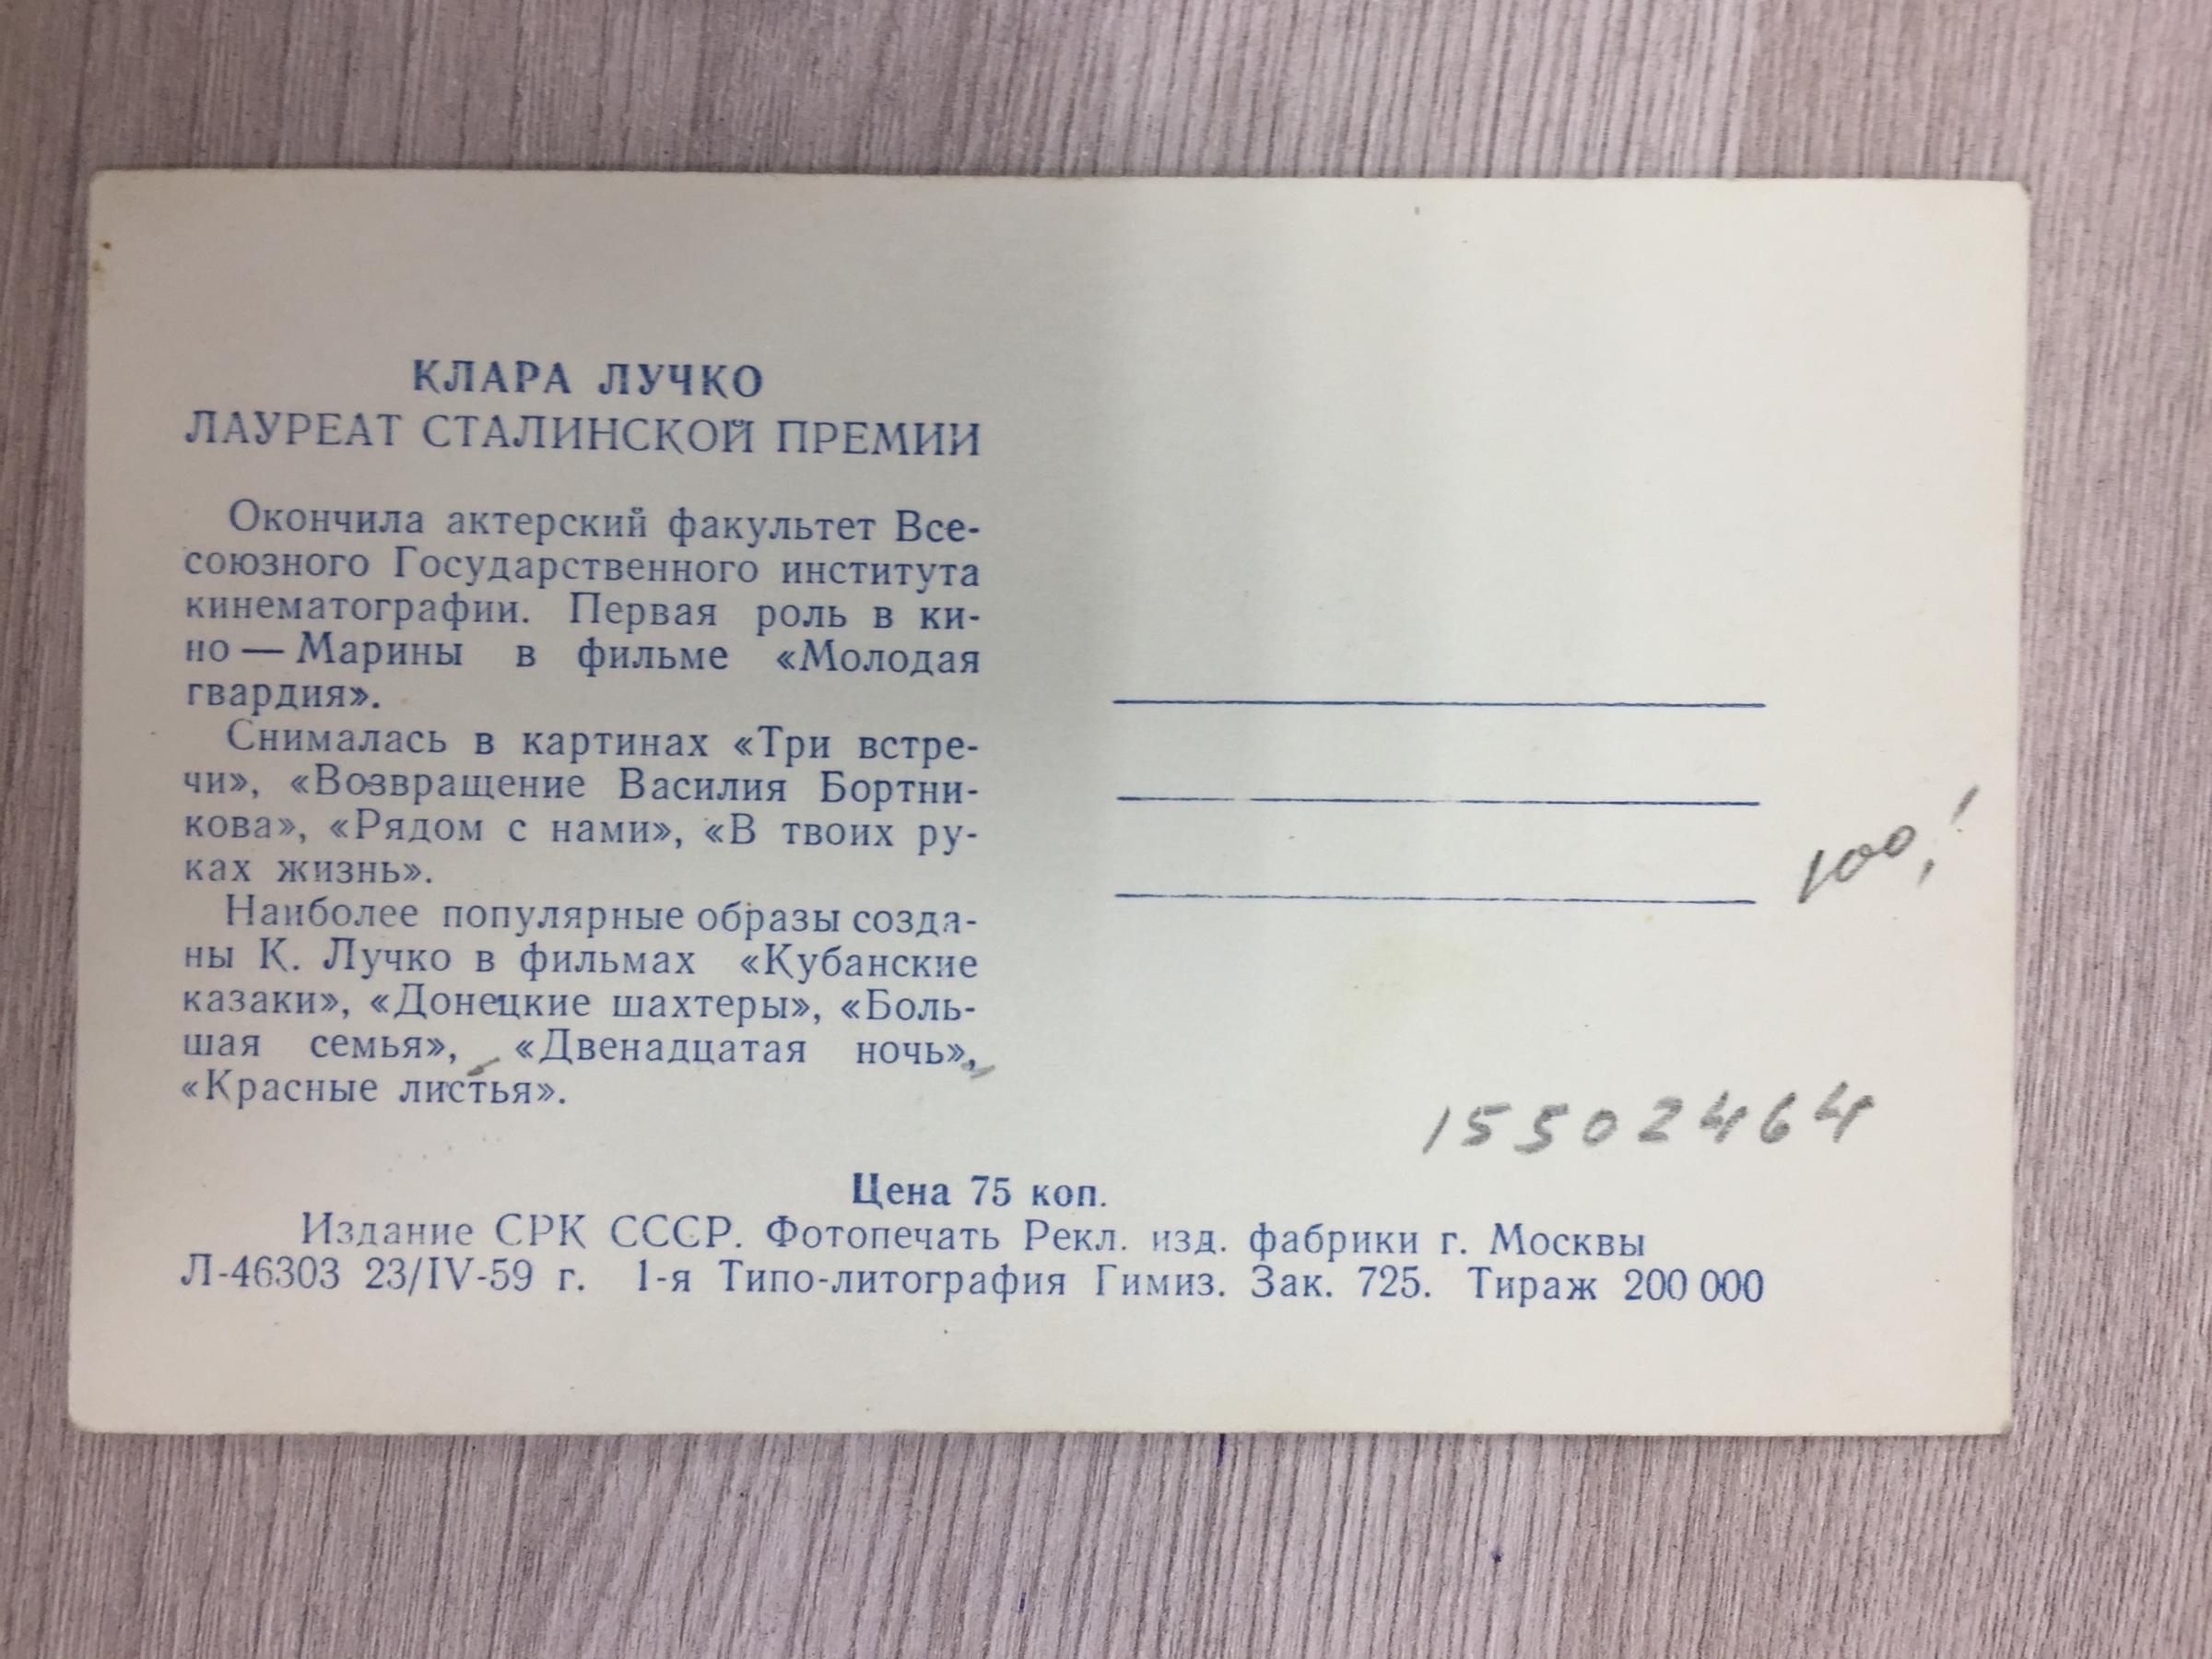 КЛАРА ЛУЧКО
ЛАУРЕАТ СТАЛИНСКОЙ ПРЕМИИ
Окончила актерский факультет Все-
союзного Государственного института
кинематографии. Первая роль в ки-
но — Марины в фильме «Молодая
гвардия».
Снималась в картинах «Три встре-
чи», «Возвращение Василия Бортни-
кова», «Рядом с нами», «В твоих ру-
ках жизнь».
Наиболее популярные образы созда-
ны К. Лучко в фильмах «Кубанские
казаки», «Донецкие шахтеры», «Боль-
шая семья», «Двенадцатая ночь»,
«Красные листья».
100,!
15502464
Цена 75 коп.
Издание СРК СССР. Фотопечать Рекл. изд. фабрики г. Москвы
Л-46303 23/IV-59 г. 1-я Типо-литография Гимиз. Зак. 725. Тираж 200 000